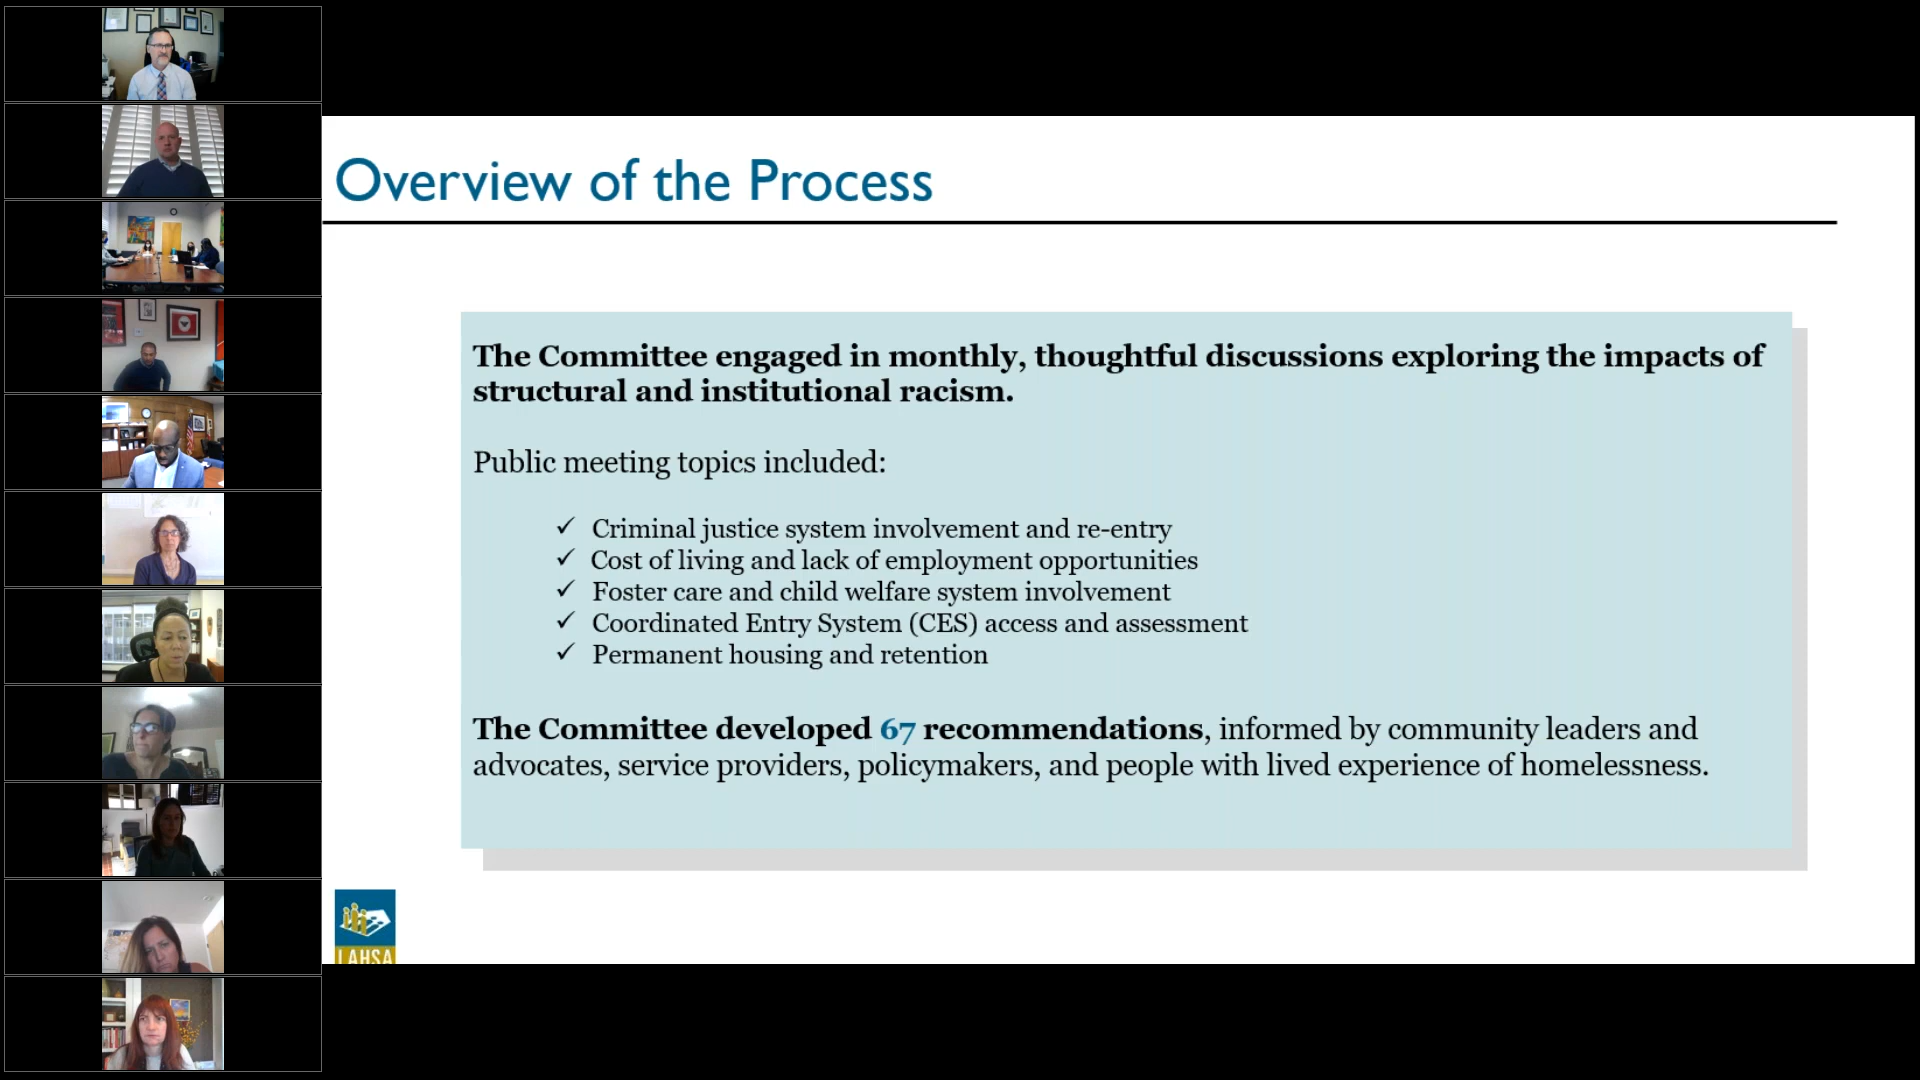 Overview of the Process
The Committee engaged in monthly, thoughtful discussions exploring the impacts of
structural and institutional racism.
Public meeting topics included:
✓ Criminal justice system involvement and re-entry
✓ Cost of living and lack of employment opportunities
✓ Foster care and child welfare system involvement
✓ Coordinated Entry System (CES) access and assessment
✓ Permanent housing and retention
The Committee developed 67 recommendations, informed by community leaders and
advocates, service providers, policymakers, and people with lived experience of homelessness.
LAHSA